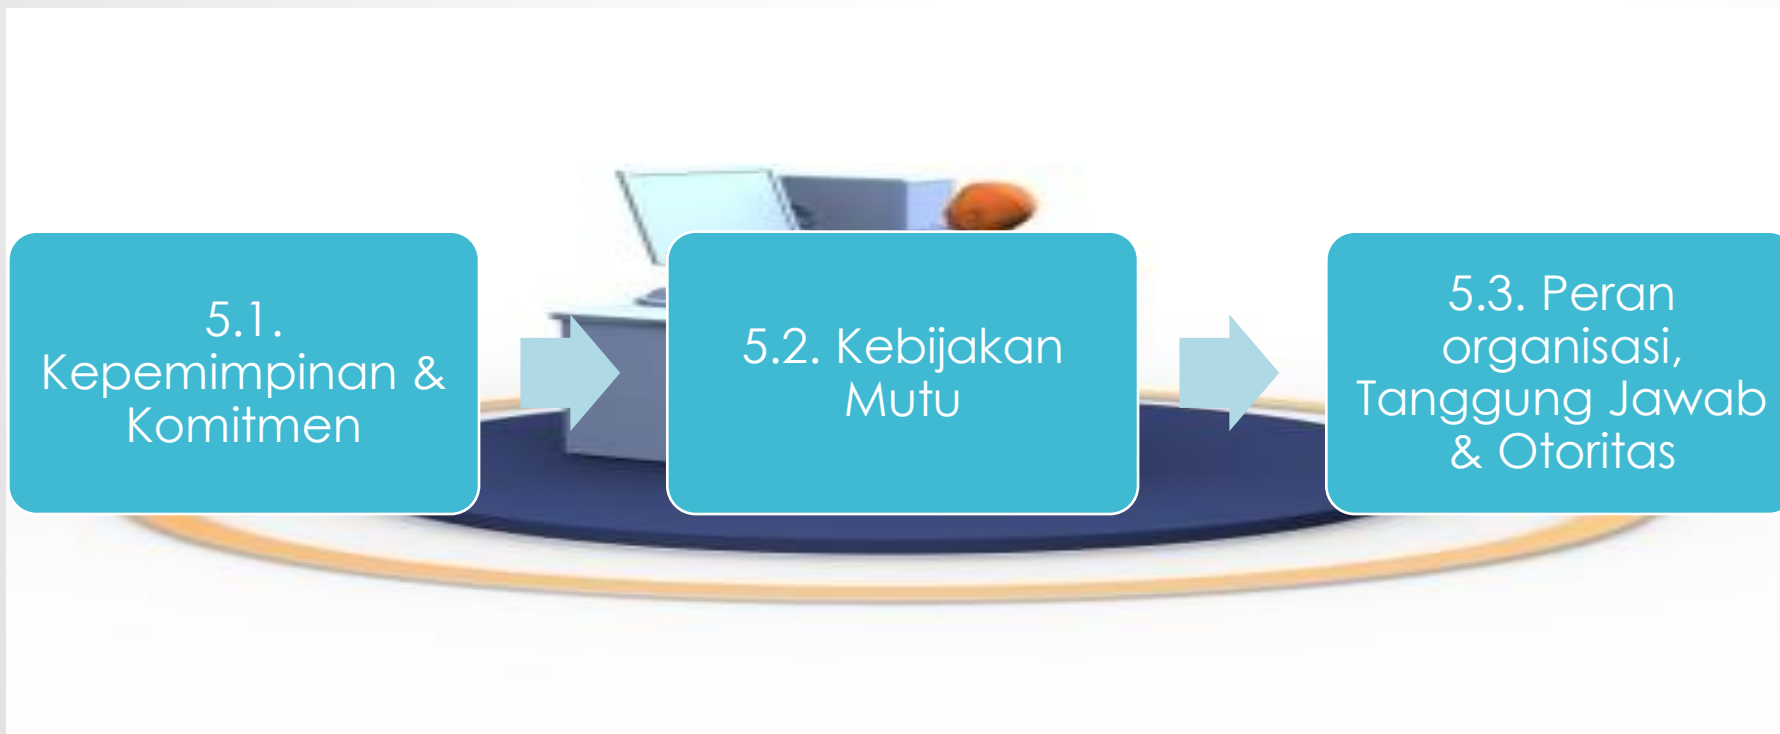 5.1.
Kepemimpinan &
Komitmen
5.2. Kebijakan
Mutu
5.3. Peran
organisasi,
Tanggung Jawab
& Otoritas